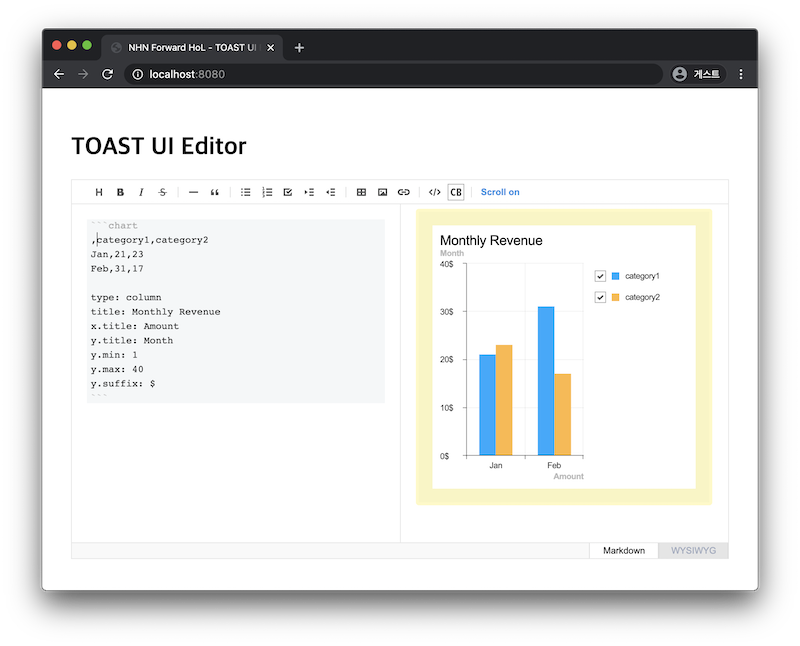 NHN Forward HoL - TOAST UI
localhost:8080
게스트
TOAST UI Editor
H B I S
CB
Scroll on
```chart
,category1,category2
Jan,21,23
Feb,31,17
type: column
title: Monthly Revenue
x.title: Amount
y.title: Month
y.min: 1
y.max: 40
y.suffix: $
```
Monthly Revenue
Month
40$
30$
20$
10$
0$
Jan
Feb
Amount
category1
category2
Markdown
WYSIWYG